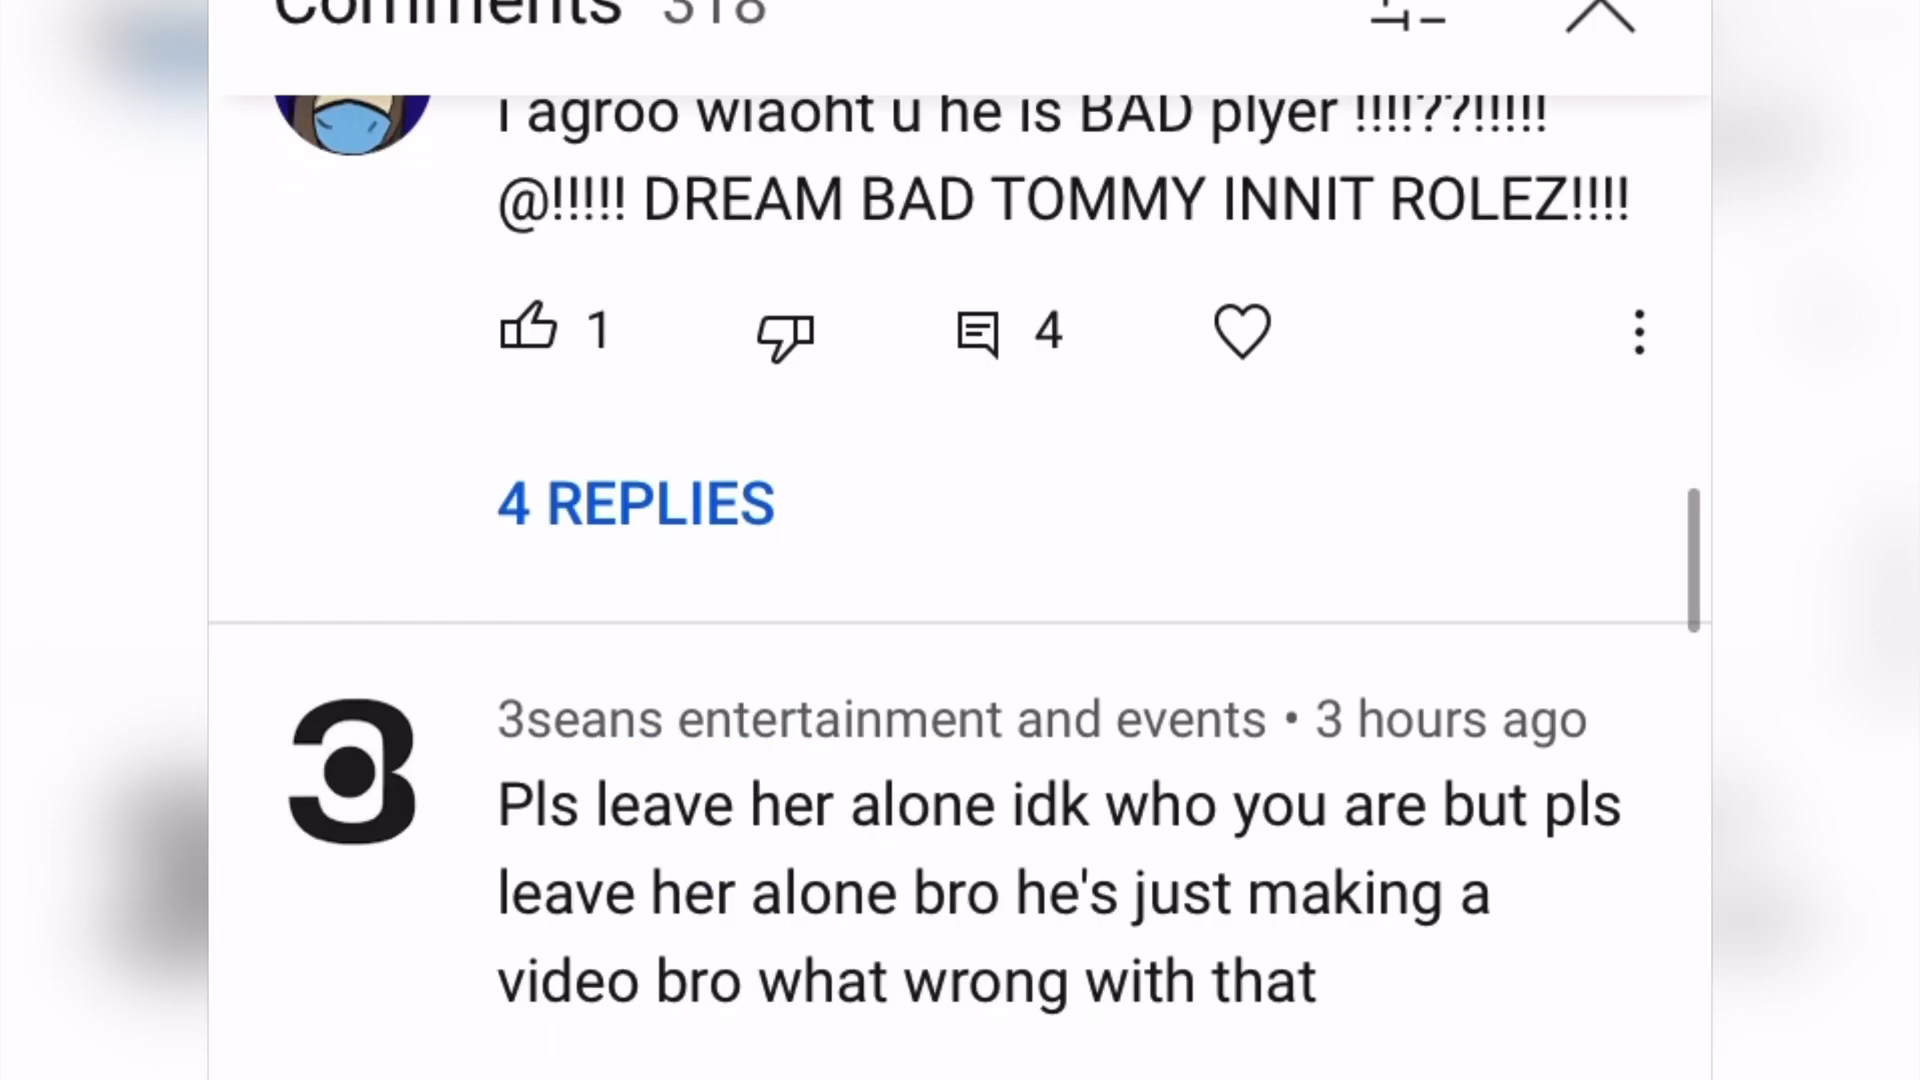 Comments 318
i agroo wiaoht u he is BAD plyer !!!!??!!!!!
@!!!!! DREAM BAD TOMMY INNIT ROLEZ!!!!
1 4
4 REPLIES
3seans entertainment and events • 3 hours ago
Pls leave her alone idk who you are but pls
leave her alone bro he's just making a
video bro what wrong with that